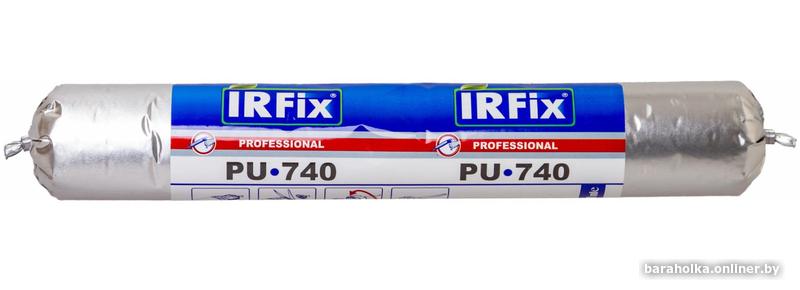 IRFix® IRFix®
PROFESSIONAL PROFESSIONAL
PU•740 PU•740
baraholka.onliner.by